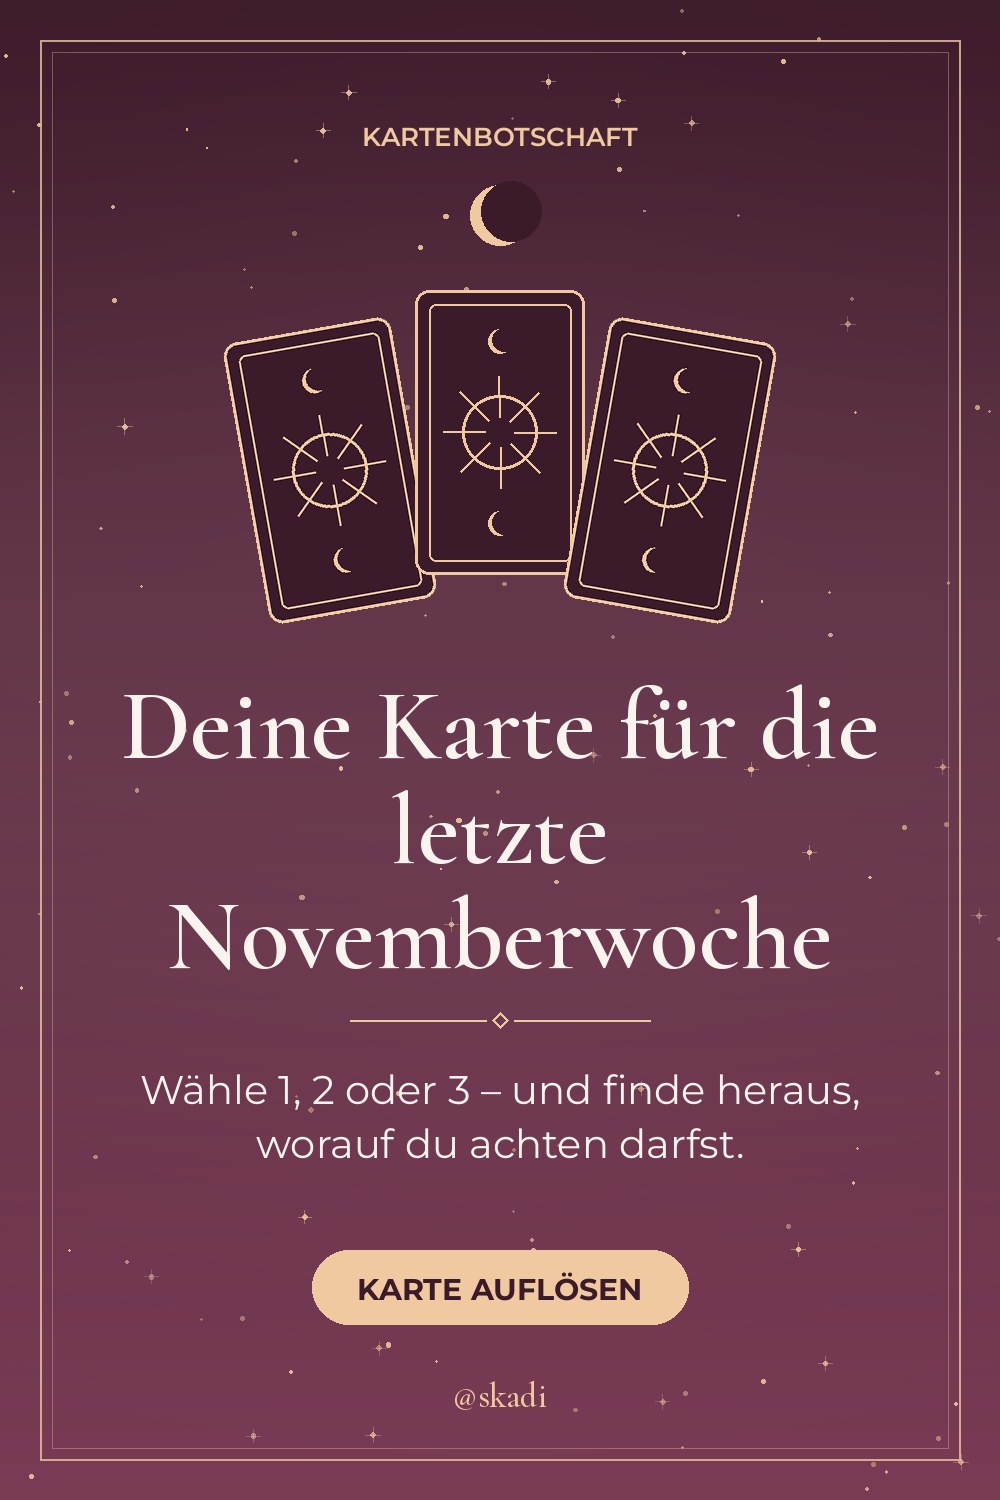 KARTENBOTSCHAFT
Deine Karte für die
letzte
Novemberwoche
Wähle 1, 2 oder 3 – und finde heraus,
worauf du achten darfst.
KARTE AUFLÖSEN
@skadi